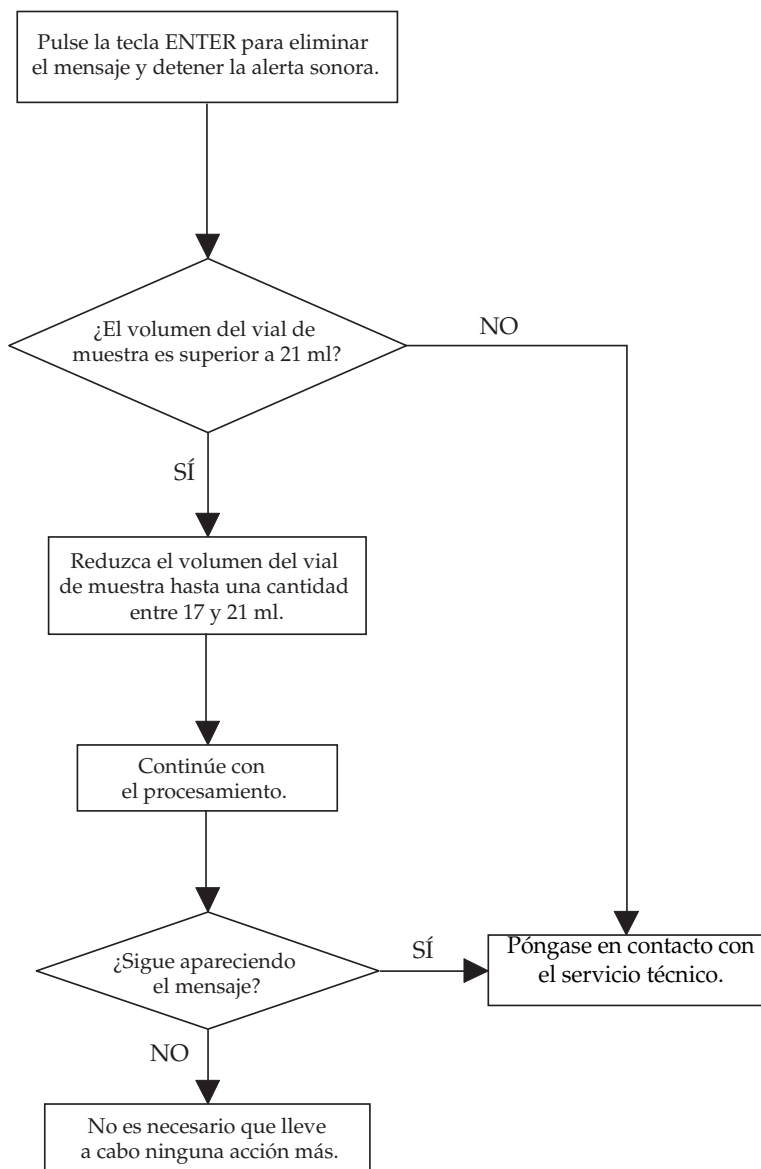 Pulse la tecla ENTER para eliminar
el mensaje y detener la alerta sonora.
¿El volumen del vial de
muestra es superior a 21 ml?
NO
SÍ
Reduzca el volumen del vial
de muestra hasta una cantidad
entre 17 y 21 ml.
Continúe con
el procesamiento.
¿Sigue apareciendo
el mensaje?
SÍ
Póngase en contacto con
el servicio técnico.
NO
No es necesario que lleve
a cabo ninguna acción más.